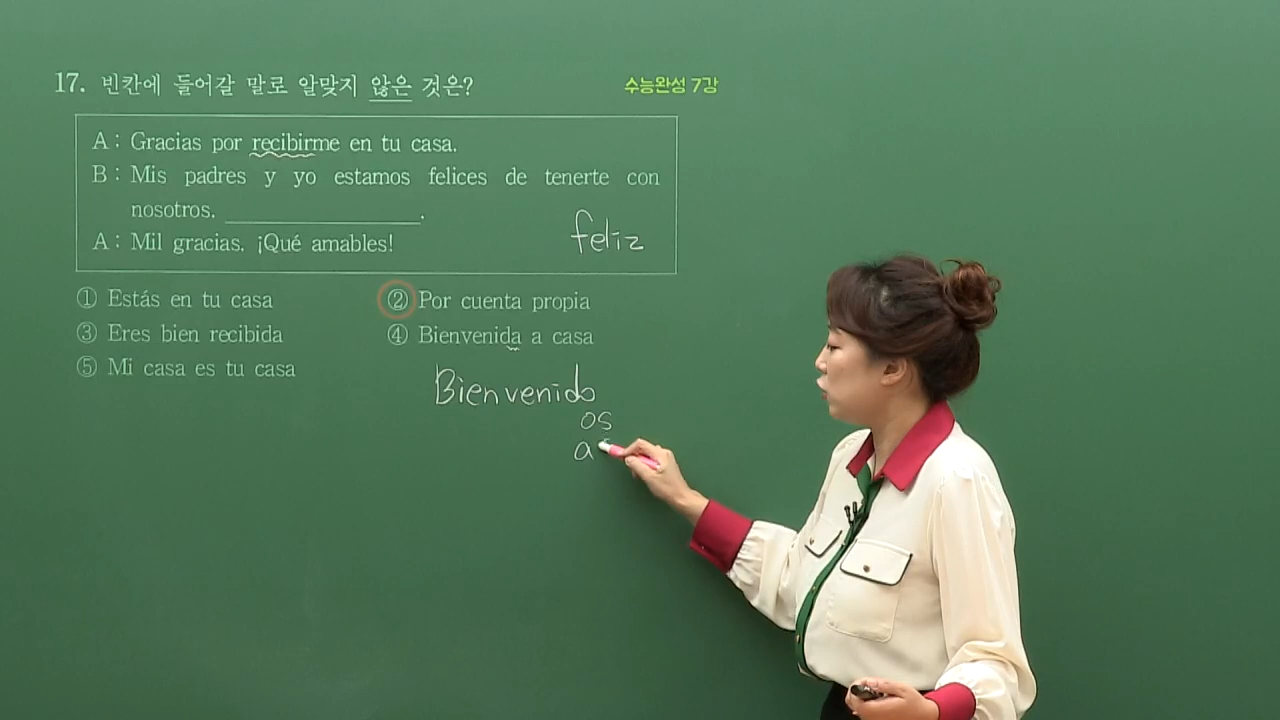 17. 빈칸에 들어갈 말로 알맞지 않은 것은?
수능완성 7강
A : Gracias por recibirme en tu casa.
B : Mis padres y yo estamos felices de tenerte con
nosotros. ____________________.
A : Mil gracias. ¡Qué amables!
feliz
① Estás en tu casa
② Por cuenta propia
③ Eres bien recibida
④ Bienvenida a casa
⑤ Mi casa es tu casa
Bienvenido
os
a